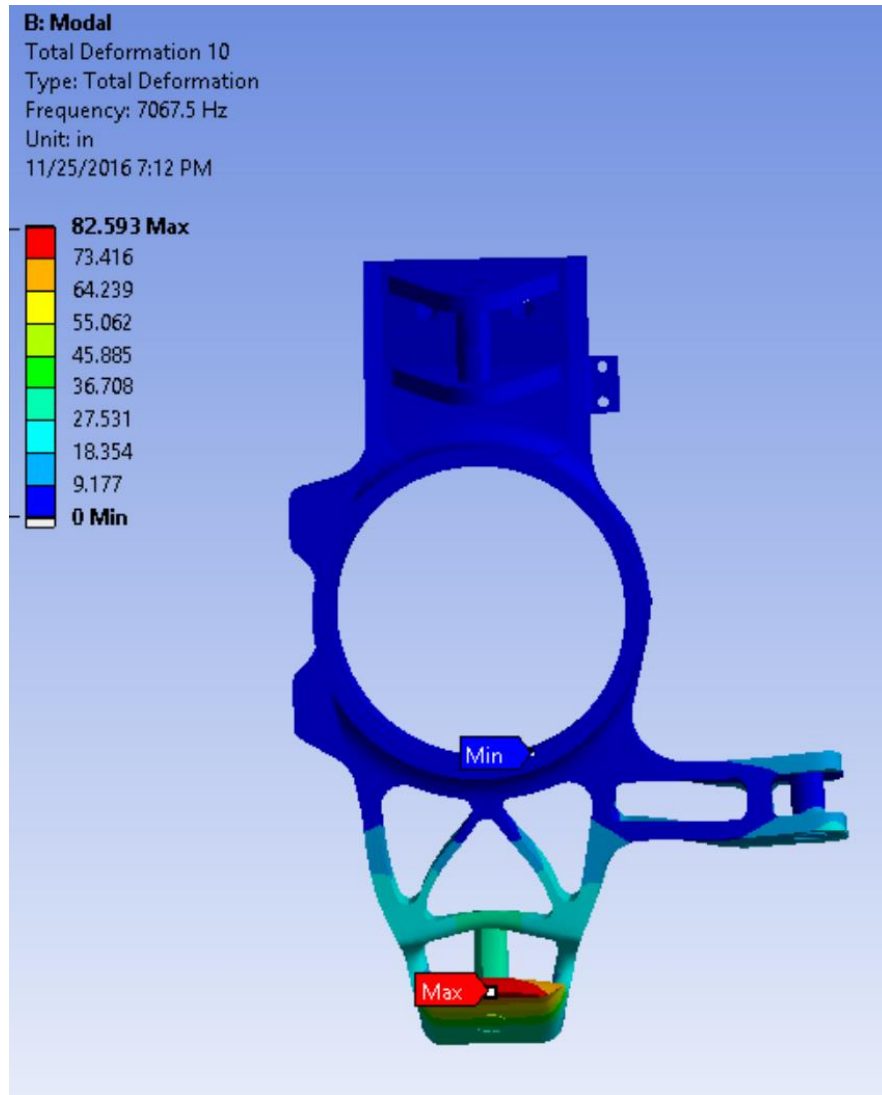 B: Modal
Total Deformation 10
Type: Total Deformation
Frequency: 7067.5 Hz
Unit: in
11/25/2016 7:12 PM
82.593 Max
73.416
64.239
55.062
45.885
36.708
27.531
18.354
9.177
0 Min
Min
Max